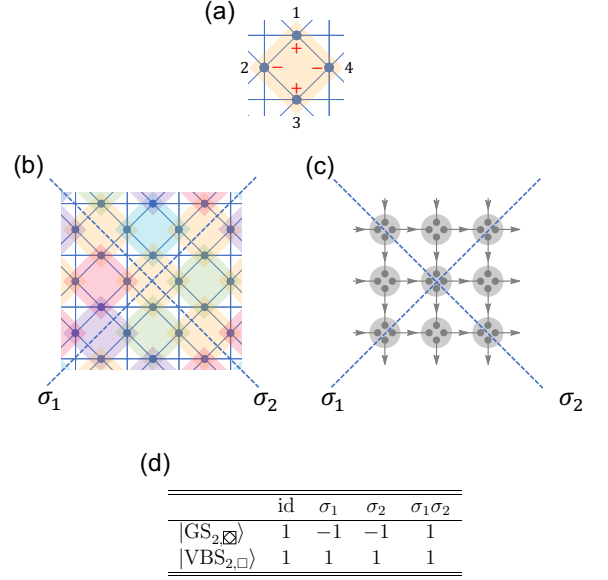 (a)
1
+
2 − − 4
+
3
(b)
(c)
σ₁ σ₂
σ₁ σ₂
(d)
id σ₁ σ₂ σ₁σ₂
|GS₂,⟐⟩ 1 −1 −1 1
|VBS₂,□⟩ 1 1 1 1